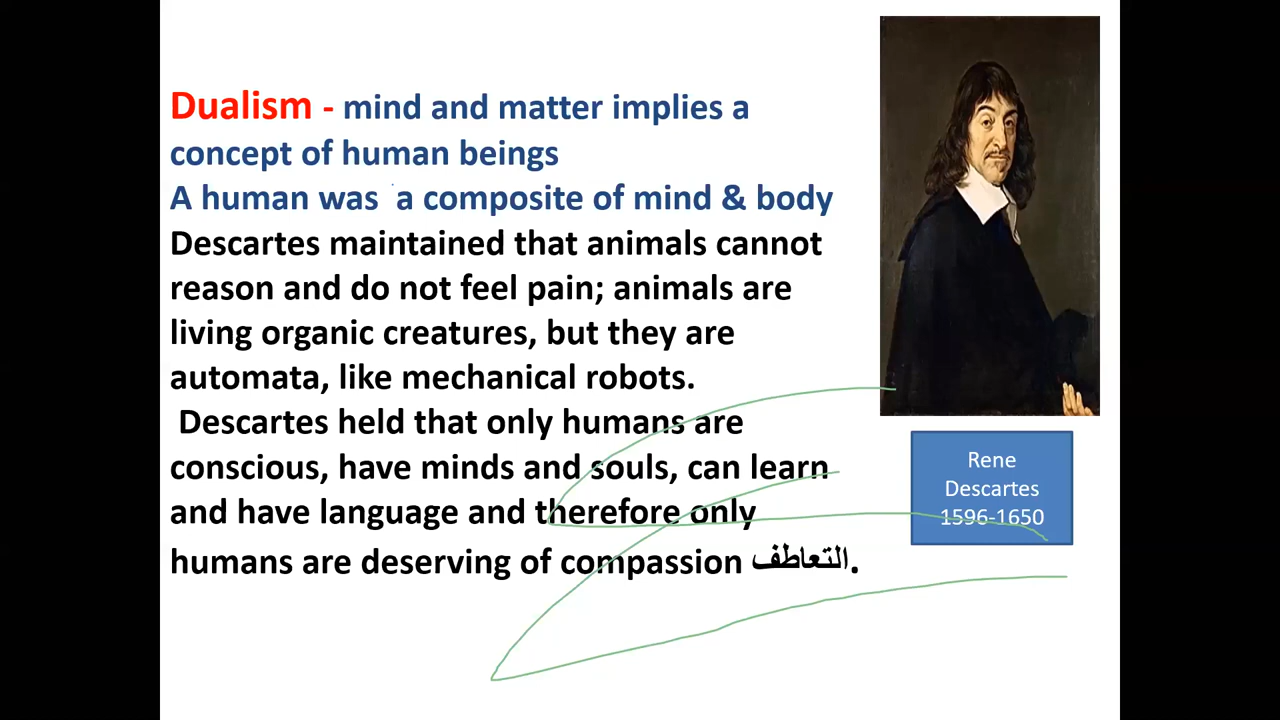 Dualism - mind and matter implies a
concept of human beings
A human was a composite of mind & body
Descartes maintained that animals cannot
reason and do not feel pain; animals are
living organic creatures, but they are
automata, like mechanical robots.
Descartes held that only humans are
conscious, have minds and souls, can learn
and have language and therefore only
humans are deserving of compassion التعاطف.
Rene
Descartes
1596-1650